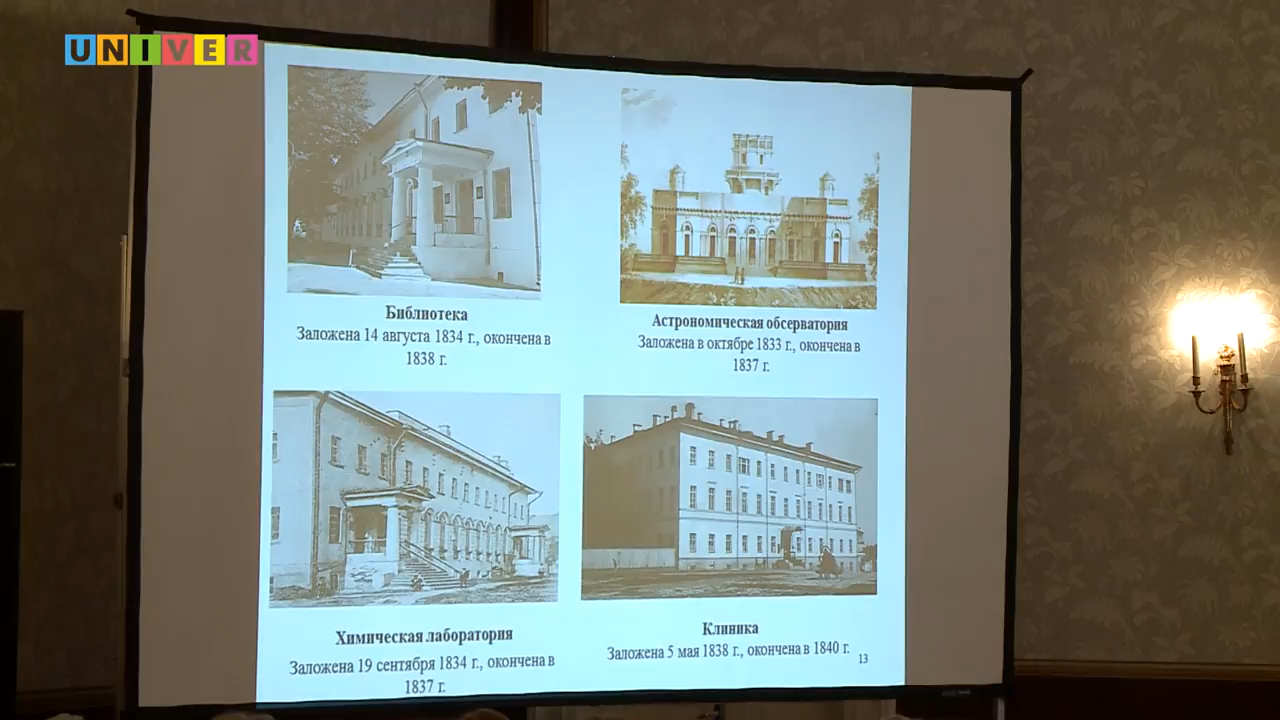 UNIVER
Библиотека
Заложена 14 августа 1834 г., окончена в
1838 г.
Астрономическая обсерватория
Заложена в октябре 1833 г., окончена в
1837 г.
Химическая лаборатория
Заложена 19 сентября 1834 г., окончена в
1837 г.
Клиника
Заложена 5 мая 1838 г., окончена в 1840 г.
13